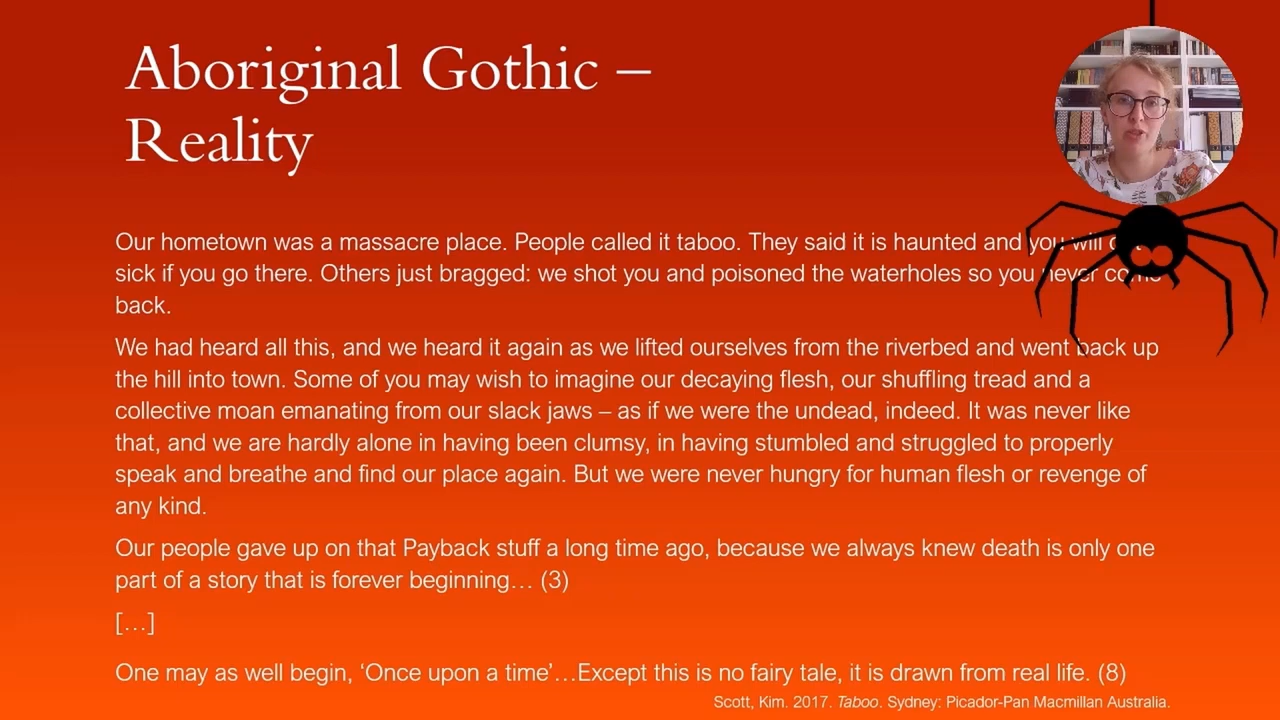 Aboriginal Gothic –
Reality
Our hometown was a massacre place. People called it taboo. They said it is haunted and you will
sick if you go there. Others just bragged: we shot you and poisoned the waterholes so you never come
back.
We had heard all this, and we heard it again as we lifted ourselves from the riverbed and went back up
the hill into town. Some of you may wish to imagine our decaying flesh, our shuffling tread and a
collective moan emanating from our slack jaws – as if we were the undead, indeed. It was never like
that, and we are hardly alone in having been clumsy, in having stumbled and struggled to properly
speak and breathe and find our place again. But we were never hungry for human flesh or revenge of
any kind.
Our people gave up on that Payback stuff a long time ago, because we always knew death is only one
part of a story that is forever beginning… (3)
[…]
One may as well begin, ‘Once upon a time’…Except this is no fairy tale, it is drawn from real life. (8)
Scott, Kim. 2017. Taboo. Sydney: Picador-Pan Macmillan Australia.